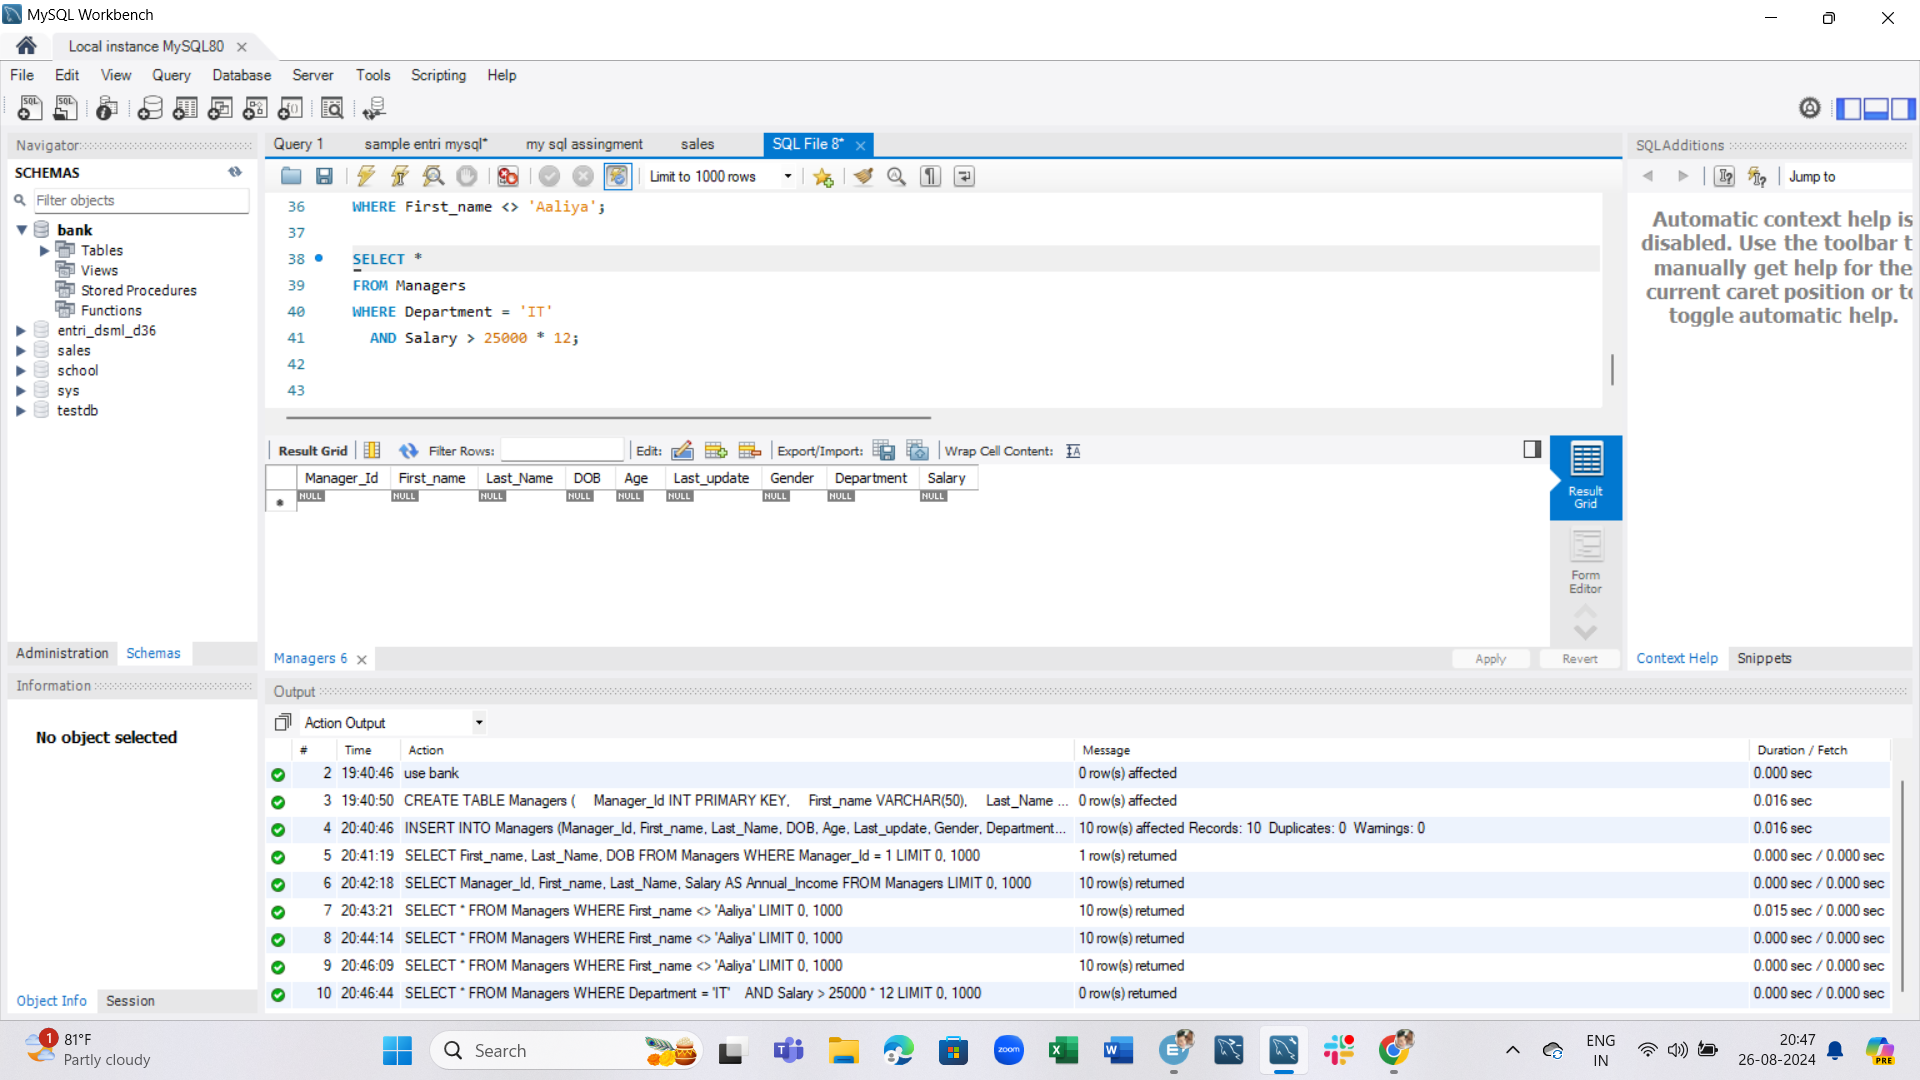 MySQL Workbench
Local instance MySQL80
File Edit View Query Database Server Tools Scripting Help
Navigator
SCHEMAS
Filter objects
bank
Tables
Views
Stored Procedures
Functions
entri_dsml_d36
sales
school
sys
testdb
Administration Schemas
Information
No object selected
Object Info Session
Query 1 sample entri mysql* my sql assingment sales SQL File 8*
Limit to 1000 rows
36 WHERE First_name <> 'Aaliya';
37
38 SELECT *
39 FROM Managers
40 WHERE Department = 'IT'
41 AND Salary > 25000 * 12;
42
43
Result Grid Filter Rows: Edit: Export/Import: Wrap Cell Content:
Manager_Id First_name Last_Name DOB Age Last_update Gender Department Salary
NULL NULL NULL NULL NULL NULL NULL NULL NULL
Result Grid
Form Editor
Managers 6 Apply Revert
SQLAdditions
Jump to
Automatic context help is
disabled. Use the toolbar t
manually get help for the
current caret position or to
toggle automatic help.
Context Help Snippets
Output
Action Output
# Time Action Message Duration / Fetch
2 19:40:46 use bank 0 row(s) affected 0.000 sec
3 19:40:50 CREATE TABLE Managers ( Manager_Id INT PRIMARY KEY, First_name VARCHAR(50), Last_Name ... 0 row(s) affected 0.016 sec
4 20:40:46 INSERT INTO Managers (Manager_Id, First_name, Last_Name, DOB, Age, Last_update, Gender, Department... 10 row(s) affected Records: 10 Duplicates: 0 Warnings: 0 0.016 sec
5 20:41:19 SELECT First_name, Last_Name, DOB FROM Managers WHERE Manager_Id = 1 LIMIT 0, 1000 1 row(s) returned 0.000 sec / 0.000 sec
6 20:42:18 SELECT Manager_Id, First_name, Last_Name, Salary AS Annual_Income FROM Managers LIMIT 0, 1000 10 row(s) returned 0.000 sec / 0.000 sec
7 20:43:21 SELECT * FROM Managers WHERE First_name <> 'Aaliya' LIMIT 0, 1000 10 row(s) returned 0.015 sec / 0.000 sec
8 20:44:14 SELECT * FROM Managers WHERE First_name <> 'Aaliya' LIMIT 0, 1000 10 row(s) returned 0.000 sec / 0.000 sec
9 20:46:09 SELECT * FROM Managers WHERE First_name <> 'Aaliya' LIMIT 0, 1000 10 row(s) returned 0.000 sec / 0.000 sec
10 20:46:44 SELECT * FROM Managers WHERE Department = 'IT' AND Salary > 25000 * 12 LIMIT 0, 1000 0 row(s) returned 0.000 sec / 0.000 sec
1 81°F
Partly cloudy
Search
zoom
ENG
IN
20:47
26-08-2024
PRE